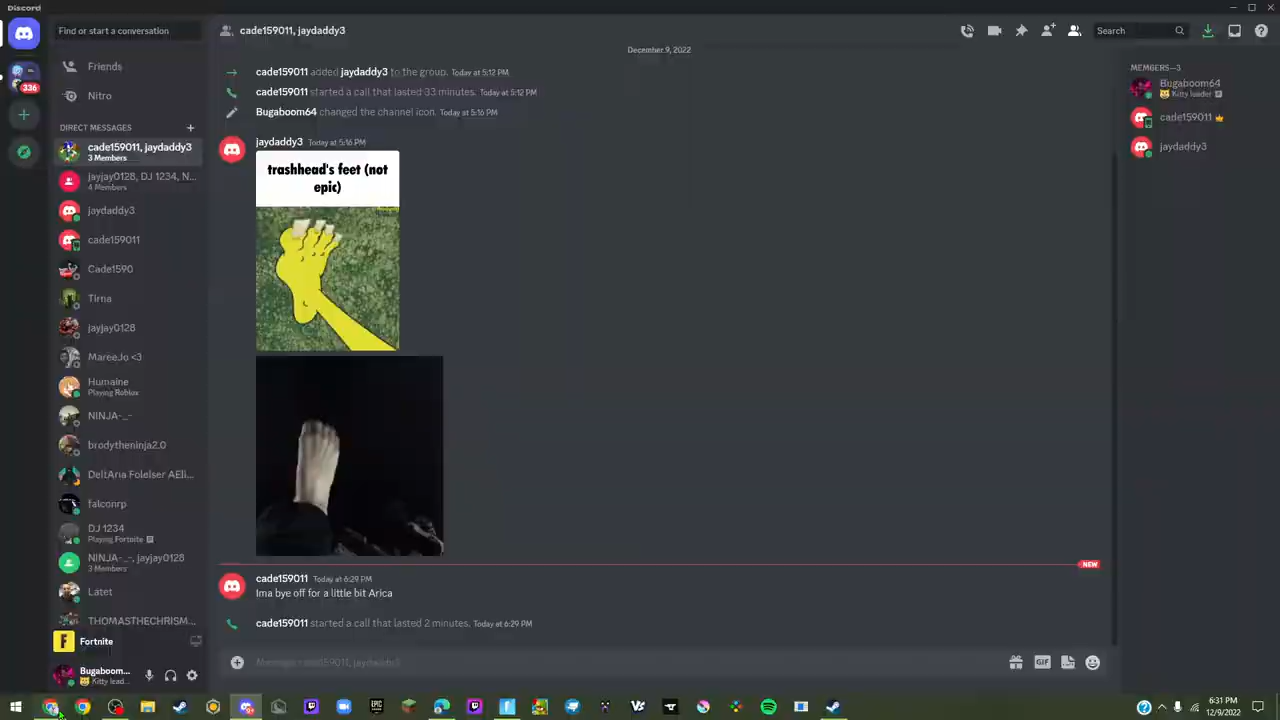 Discord
Find or start a conversation
cade159011, jaydaddy3
Search
Friends
Nitro
DIRECT MESSAGES
cade159011, jaydaddy3
3 Members
jayjay0128, DJ 1234, N...
4 Members
jaydaddy3
cade159011
Cade1590
Tirna
jayjay0128
MareeJo <3
Humaine
Playing Roblox
NINJA-_-
brodytheninja2.0
DeltAria Folelser AEli...
falconrp
DJ 1234
Playing Fortnite
NINJA-_-, jayjay0128
3 Members
Latet
THOMASTHECHRISM...
Fortnite
Bugaboom...
Kitty lead...
336
December 9, 2022
cade159011 added jaydaddy3 to the group. Today at 5:12 PM
cade159011 started a call that lasted 33 minutes. Today at 5:12 PM
Bugaboom64 changed the channel icon. Today at 5:16 PM
jaydaddy3 Today at 5:16 PM
trashhead's feet (not
epic)
NEW
cade159011 Today at 6:29 PM
Ima bye off for a little bit Arica
cade159011 started a call that lasted 2 minutes. Today at 6:29 PM
Message cade159011, jaydaddy3
GIF
MEMBERS—3
Bugaboom64
Kitty leader
cade159011
jaydaddy3
EPIC
6:31 PM
12/9/2022